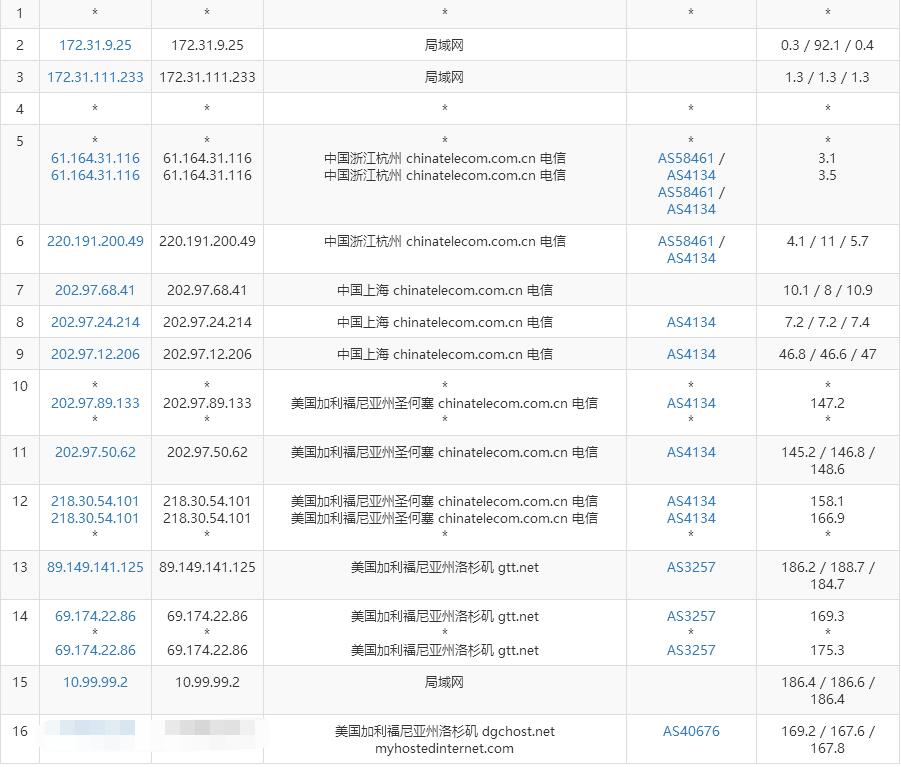 1 * * * * *
2 172.31.9.25 172.31.9.25 局域网 0.3 / 92.1 / 0.4
3 172.31.111.233 172.31.111.233 局域网 1.3 / 1.3 / 1.3
4 * * * * *
5 * * * * *
61.164.31.116 61.164.31.116 中国浙江杭州 chinatelecom.com.cn 电信 AS58461 / 3.1
61.164.31.116 61.164.31.116 中国浙江杭州 chinatelecom.com.cn 电信 AS4134 3.5
AS58461 /
AS4134
6 220.191.200.49 220.191.200.49 中国浙江杭州 chinatelecom.com.cn 电信 AS58461 / 4.1 / 11 / 5.7
AS4134
7 202.97.68.41 202.97.68.41 中国上海 chinatelecom.com.cn 电信 10.1 / 8 / 10.9
8 202.97.24.214 202.97.24.214 中国上海 chinatelecom.com.cn 电信 AS4134 7.2 / 7.2 / 7.4
9 202.97.12.206 202.97.12.206 中国上海 chinatelecom.com.cn 电信 AS4134 46.8 / 46.6 / 47
10 * * * * *
202.97.89.133 202.97.89.133 美国加利福尼亚州圣何塞 chinatelecom.com.cn 电信 AS4134 147.2
* * * * *
11 202.97.50.62 202.97.50.62 美国加利福尼亚州圣何塞 chinatelecom.com.cn 电信 AS4134 145.2 / 146.8 /
148.6
12 218.30.54.101 218.30.54.101 美国加利福尼亚州圣何塞 chinatelecom.com.cn 电信 AS4134 158.1
218.30.54.101 218.30.54.101 美国加利福尼亚州圣何塞 chinatelecom.com.cn 电信 AS4134 166.9
* * * * *
13 89.149.141.125 89.149.141.125 美国加利福尼亚州洛杉矶 gtt.net AS3257 186.2 / 188.7 /
184.7
14 69.174.22.86 69.174.22.86 美国加利福尼亚州洛杉矶 gtt.net AS3257 169.3
* * * * *
69.174.22.86 69.174.22.86 美国加利福尼亚州洛杉矶 gtt.net AS3257 175.3
15 10.99.99.2 10.99.99.2 局域网 186.4 / 186.6 /
186.4
16 美国加利福尼亚州洛杉矶 dgchost.net AS40676 169.2 / 167.6 /
myhostedinternet.com 167.8